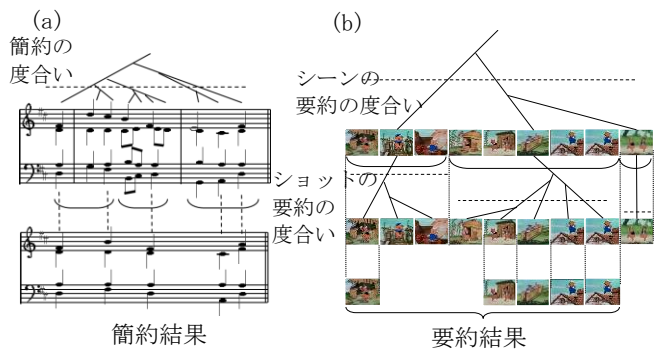 (a)
簡約の
度合い
簡約結果
(b)
シーンの
要約の度合い
ショットの
要約の
度合い
要約結果